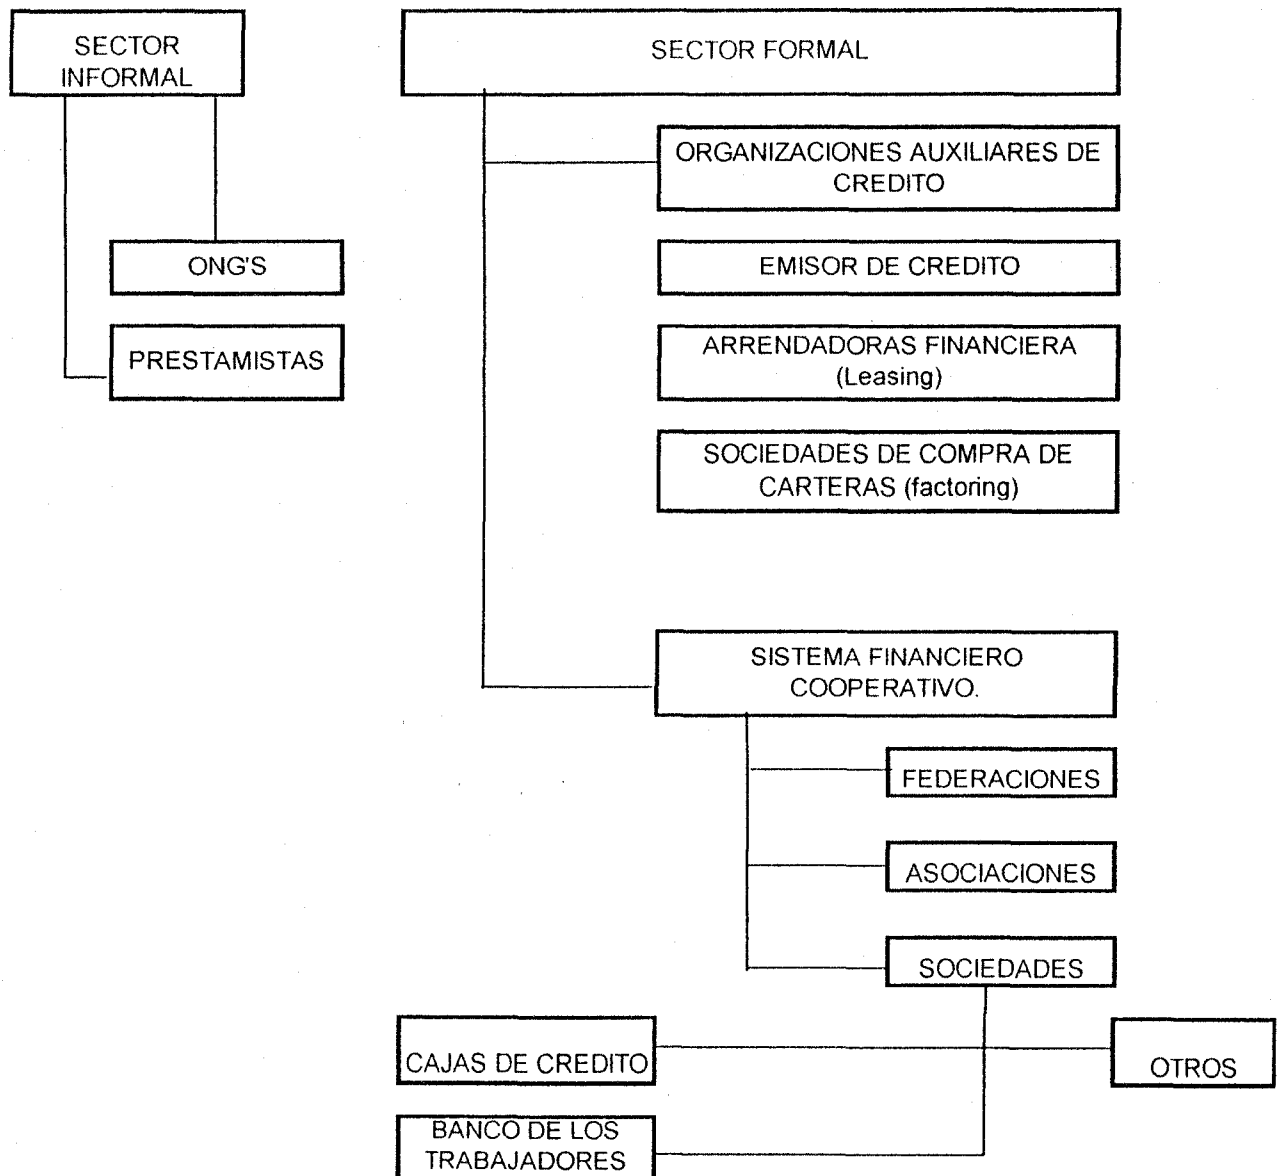 SECTOR
INFORMAL
SECTOR FORMAL
ORGANIZACIONES AUXILIARES DE
CREDITO
ONG'S
EMISOR DE CREDITO
PRESTAMISTAS
ARRENDADORAS FINANCIERA
(Leasing)
SOCIEDADES DE COMPRA DE
CARTERAS (factoring)
SISTEMA FINANCIERO
COOPERATIVO.
FEDERACIONES
ASOCIACIONES
SOCIEDADES
CAJAS DE CREDITO
OTROS
BANCO DE LOS
TRABAJADORES